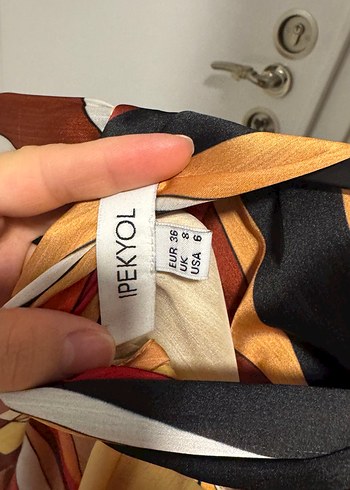 IPEKYOL
EUR 36
UK 8
USA 6